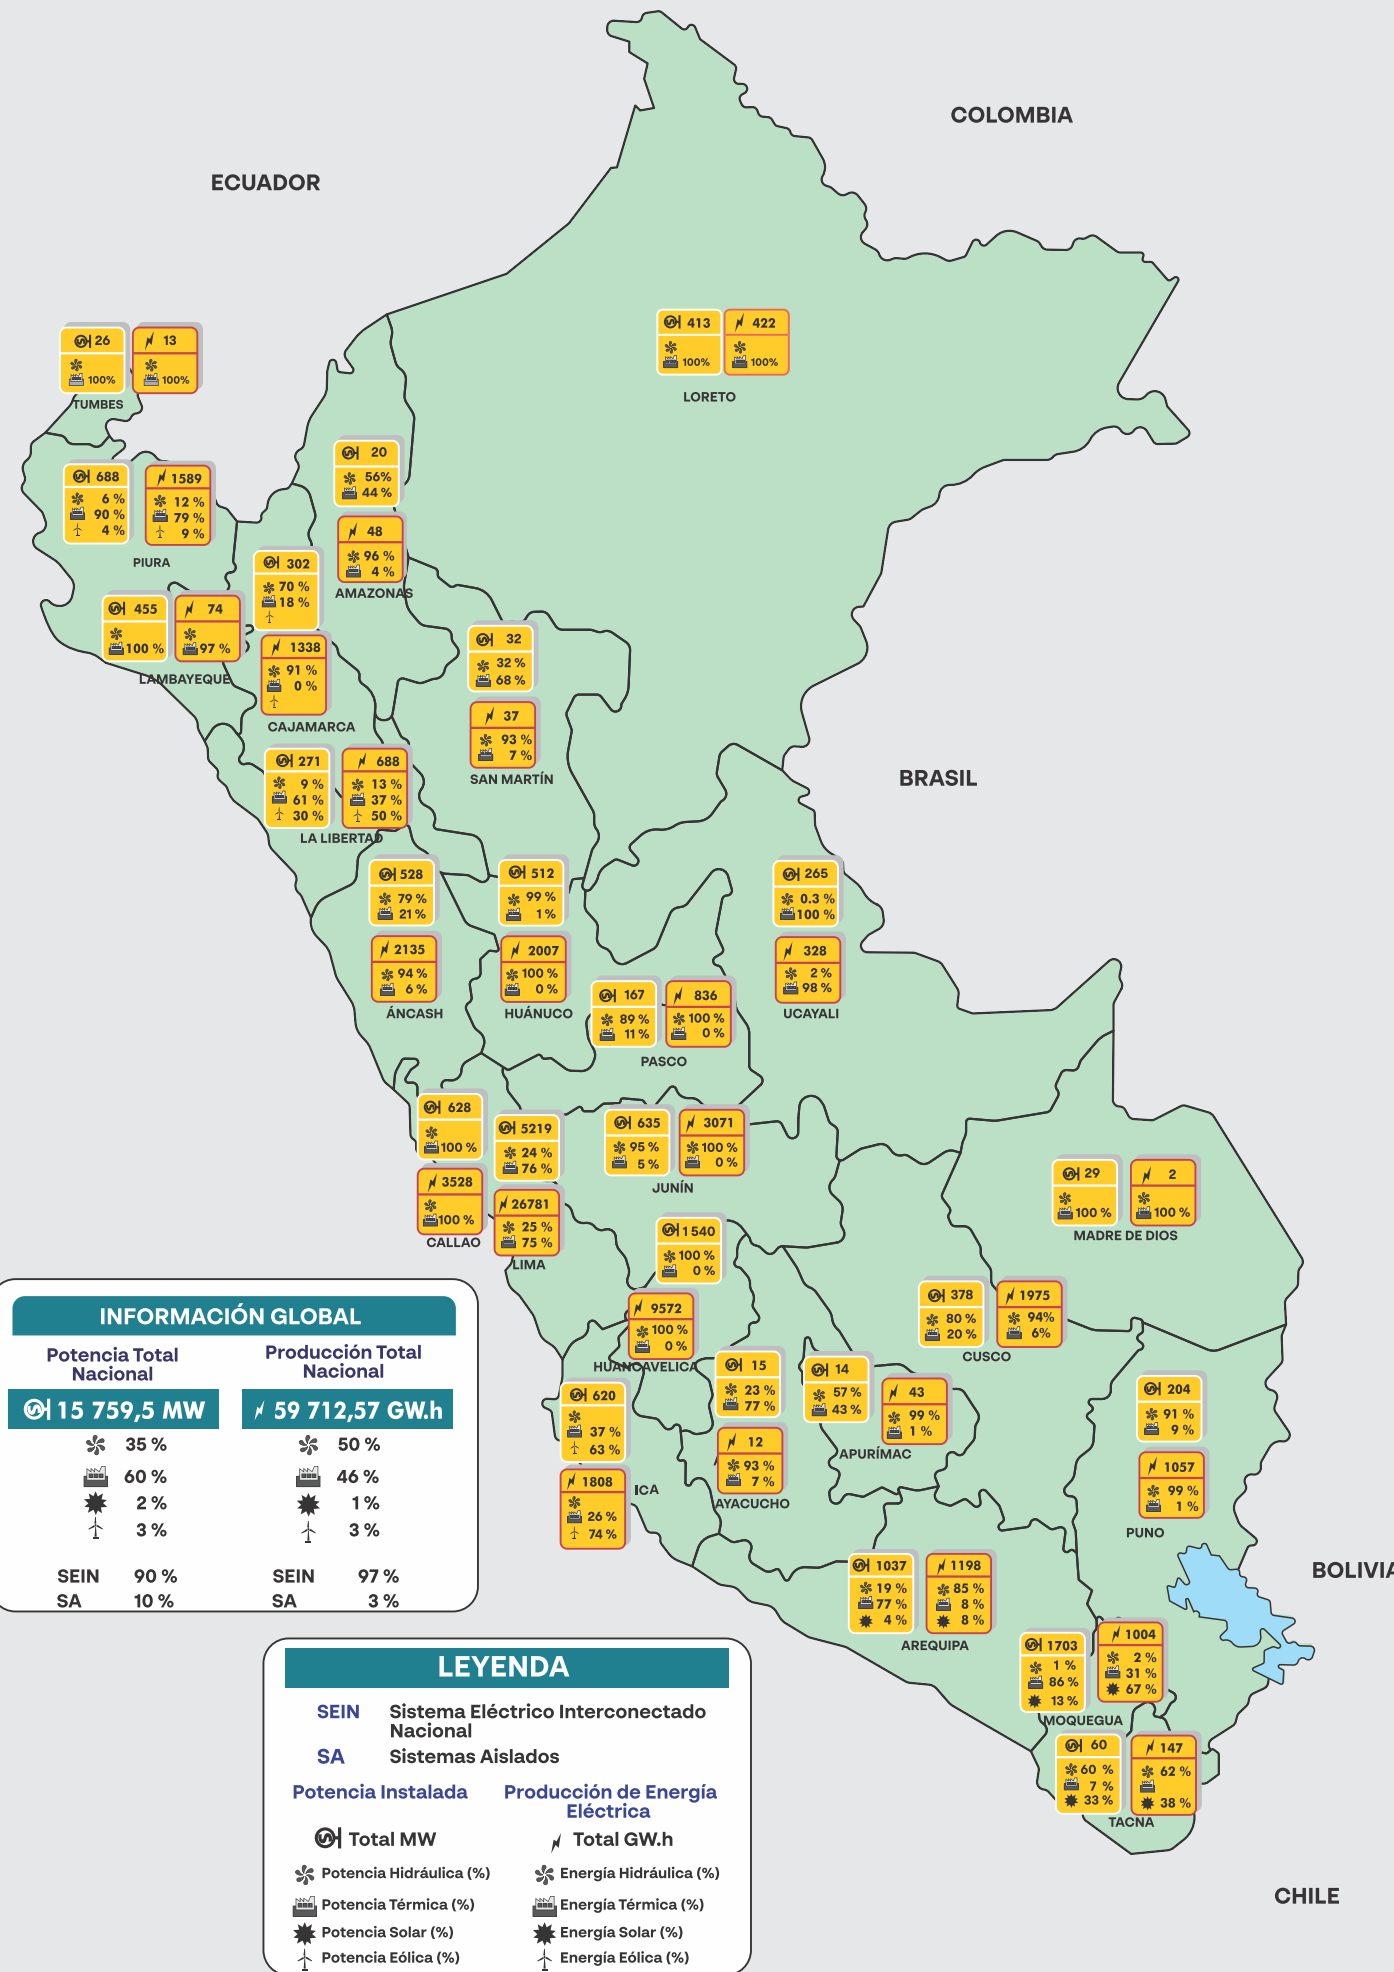 COLOMBIA
ECUADOR
413
100%
422
100%
LORETO
26
100%
13
100%
TUMBES
688
6 %
90 %
4 %
1589
12 %
79 %
9 %
PIURA
20
56%
44 %
48
96 %
4 %
AMAZONAS
302
70 %
18 %
1338
91 %
0 %
CAJAMARCA
455
100 %
74
97 %
LAMBAYEQUE
32
32 %
68 %
37
93 %
7 %
SAN MARTÍN
271
9 %
61 %
30 %
688
13 %
37 %
50 %
LA LIBERTAD
BRASIL
528
79 %
21 %
2135
94 %
6 %
ÁNCASH
512
99 %
1 %
2007
100 %
0 %
HUÁNUCO
265
0.3 %
100 %
328
2 %
98 %
UCAYALI
167
89 %
11 %
836
100 %
0 %
PASCO
628
100 %
3528
100 %
CALLAO
5219
24 %
76 %
26781
25 %
75 %
LIMA
635
95 %
5 %
3071
100 %
0 %
JUNÍN
29
100 %
2
100 %
MADRE DE DIOS
1540
100 %
0 %
9572
100 %
0 %
HUANCAVELICA
378
80 %
20 %
1975
94%
6%
CUSCO
15
23 %
77 %
12
93 %
7 %
AYACUCHO
14
57 %
43 %
43
99 %
1 %
APURÍMAC
620
37 %
63 %
1808
26 %
74 %
ICA
204
91 %
9 %
1057
99 %
1 %
PUNO
BOLIVIA
1037
19 %
77 %
4 %
1198
85 %
8 %
8 %
AREQUIPA
1703
1 %
86 %
13 %
1004
2 %
31 %
67 %
MOQUEGUA
60
60 %
7 %
33 %
147
62 %
38 %
TACNA
CHILE
INFORMACIÓN GLOBAL
Potencia Total
Nacional
15 759,5 MW
35 %
60 %
2 %
3 %
SEIN 90 %
SA 10 %
Producción Total
Nacional
59 712,57 GW.h
50 %
46 %
1 %
3 %
SEIN 97 %
SA 3 %
LEYENDA
SEIN Sistema Eléctrico Interconectado
Nacional
SA Sistemas Aislados
Potencia Instalada
Total MW
Potencia Hidráulica (%)
Potencia Térmica (%)
Potencia Solar (%)
Potencia Eólica (%)
Producción de Energía
Eléctrica
Total GW.h
Energía Hidráulica (%)
Energía Térmica (%)
Energía Solar (%)
Energía Eólica (%)